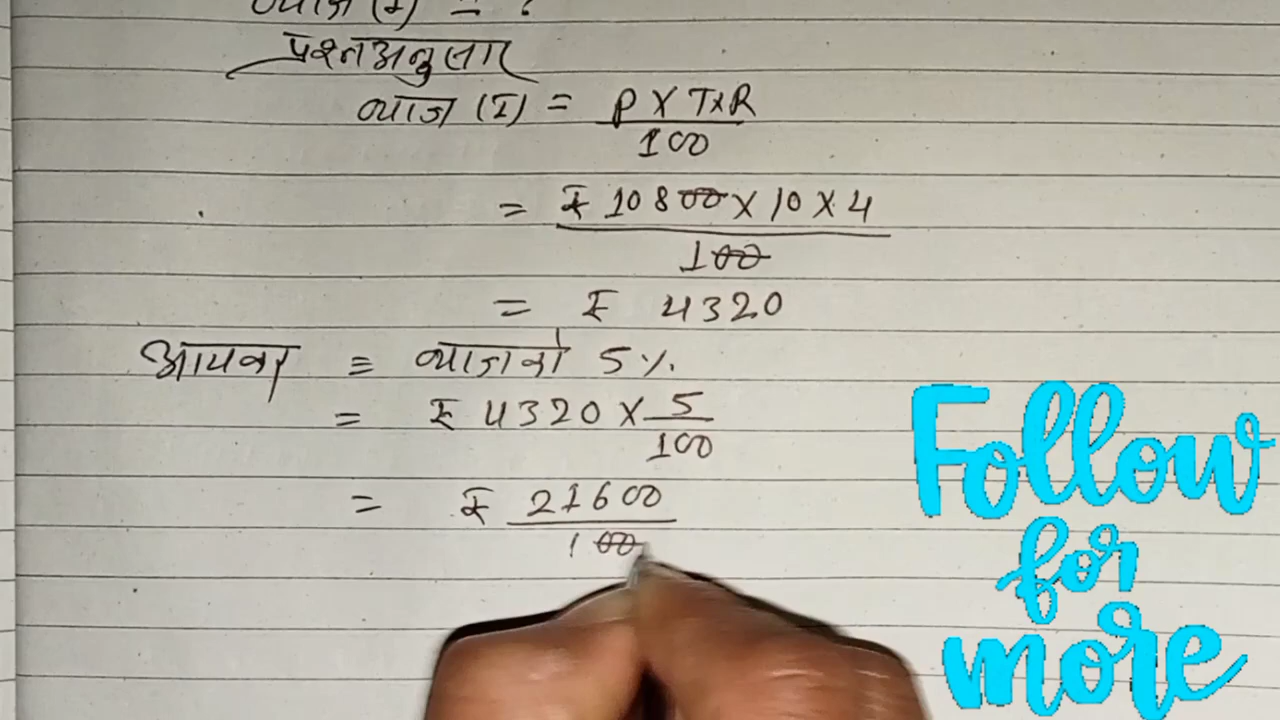 ब्याज (I) = ?
प्रश्नअनुसार
ब्याज (I) = P X T×R
100
= ₹ 10800 × 10 × 4
100
= ₹ 4320
आयकर = ब्याजको 5%.
= ₹ 4320 × 5
100
= ₹ 21600
100
Follow
for
more